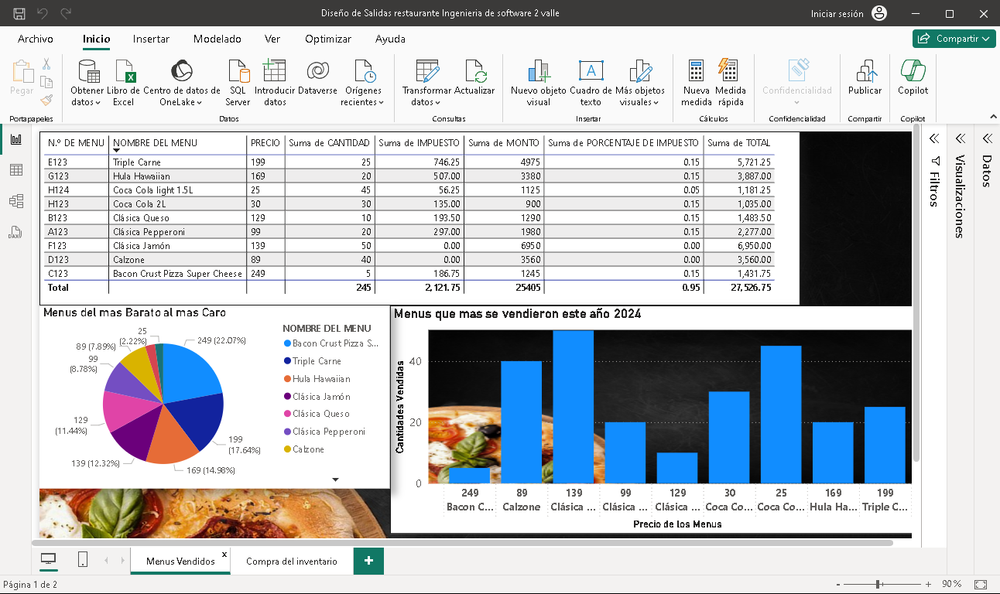 Diseño de Salidas restaurante Ingenieria de software 2 valle
Iniciar sesión
Archivo
Inicio
Insertar
Modelado
Ver
Optimizar
Ayuda
Compartir
Pegar
Obtener datos
Libro de Excel
Centro de datos de OneLake
SQL Server
Introducir datos
Dataverse
Orígenes recientes
Transformar datos
Actualizar
Nuevo objeto visual
Cuadro de texto
Más objetos visuales
Nueva medida
Medida rápida
Confidencialidad
Publicar
Copilot
Portapapeles
Datos
Consultas
Insertar
Cálculos
Confidencialidad
Compartir
Copilot
N.º DE MENU NOMBRE DEL MENU PRECIO Suma de CANTIDAD Suma de IMPUESTO Suma de MONTO Suma de PORCENTAJE DE IMPUESTO Suma de TOTAL
E123 Triple Carne 199 25 746.25 4975 0.15 5,721.25
G123 Hula Hawaiian 169 20 507.00 3380 0.15 3,887.00
H124 Coca Cola light 1.5L 25 45 56.25 1125 0.05 1,181.25
H123 Coca Cola 2L 30 30 135.00 900 0.15 1,035.00
B123 Clásica Queso 129 10 193.50 1290 0.15 1,483.50
A123 Clásica Pepperoni 99 20 297.00 1980 0.15 2,277.00
F123 Clásica Jamón 139 50 0.00 6950 0.00 6,950.00
D123 Calzone 89 40 0.00 3560 0.00 3,560.00
C123 Bacon Crust Pizza Super Cheese 249 5 186.75 1245 0.15 1,431.75
Total 245 2,121.75 25405 0.95 27,526.75
Filtros
Visualizaciones
Datos
Menus del mas Barato al mas Caro
25
(2.22%)
89 (7.89%)
99
(8.78%)
129
(11.44%)
139 (12.32%)
249 (22.07%)
199
(17.64%)
169 (14.98%)
NOMBRE DEL MENU
Bacon Crust Pizza S...
Triple Carne
Hula Hawaiian
Clásica Jamón
Clásica Queso
Clásica Pepperoni
Calzone
Menus que mas se vendieron este año 2024
Cantidades Vendidas
40
20
0
249 89 139 99 129 30 25 169 199
Bacon C... Calzone Clásica ... Clásica ... Clásica ... Coca Co... Coca Co... Hula Ha... Triple C...
Precio de los Menus
Menus Vendidos
x
Compra del inventario
+
Página 1 de 2
- + 90 %